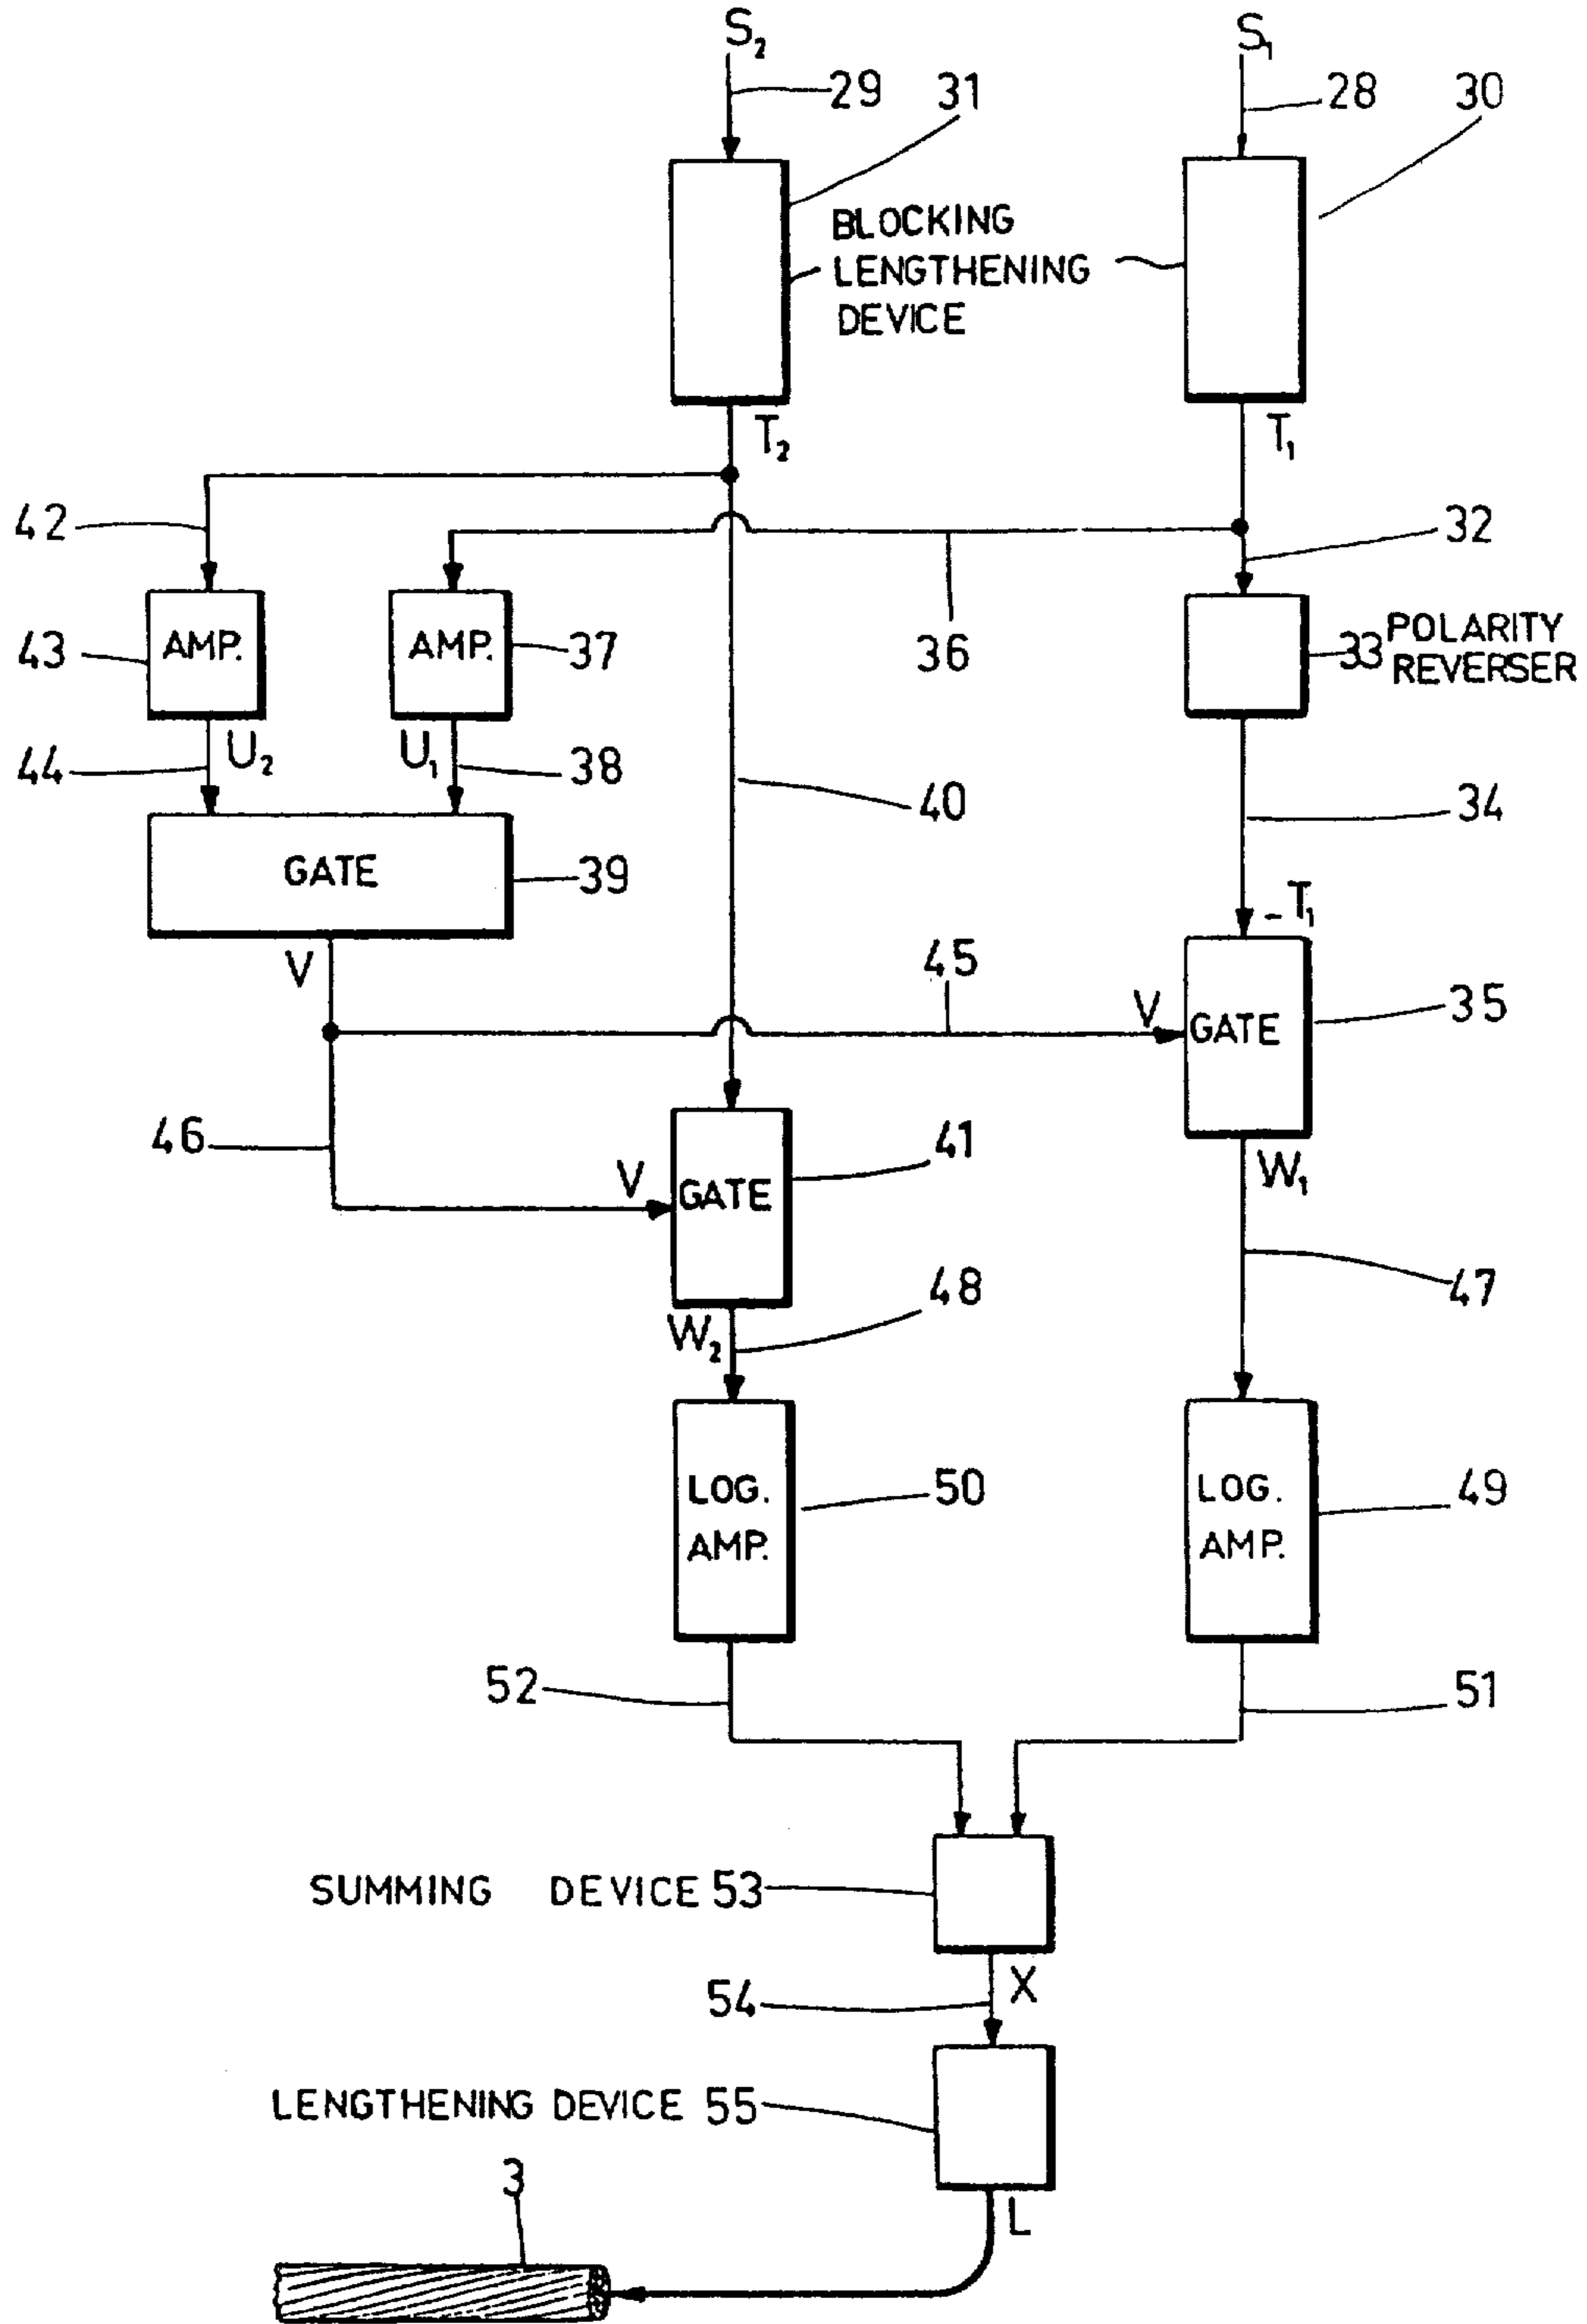 S₂ S₁
29 31 28 30
BLOCKING
LENGTHENING
DEVICE
T₂ T₁
42 32
36
43 AMP. AMP. 37 33 POLARITY
REVERSER
44 U₂ U₁ 38 40 34
GATE 39
-T₁
V 45 V GATE 35
46 V GATE 41
W₁
W₂ 48 47
LOG.
AMP. 50
LOG.
AMP. 49
52 51
SUMMING DEVICE 53
54 X
LENGTHENING DEVICE 55
3 L